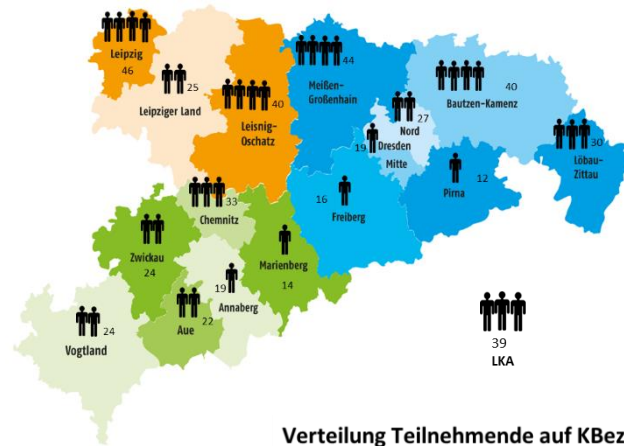 Leipzig
46
25
Leipziger Land
40
Leisnig-
Oschatz
44
Meißen-
Großenhain
40
Bautzen-Kamenz
27
Nord
19
Dresden
Mitte
30
Löbau-
Zittau
12
Pirna
16
Freiberg
33
Chemnitz
Zwickau
24
Marienberg
14
19
Annaberg
22
Aue
24
Vogtland
39
LKA
Verteilung Teilnehmende auf KBez